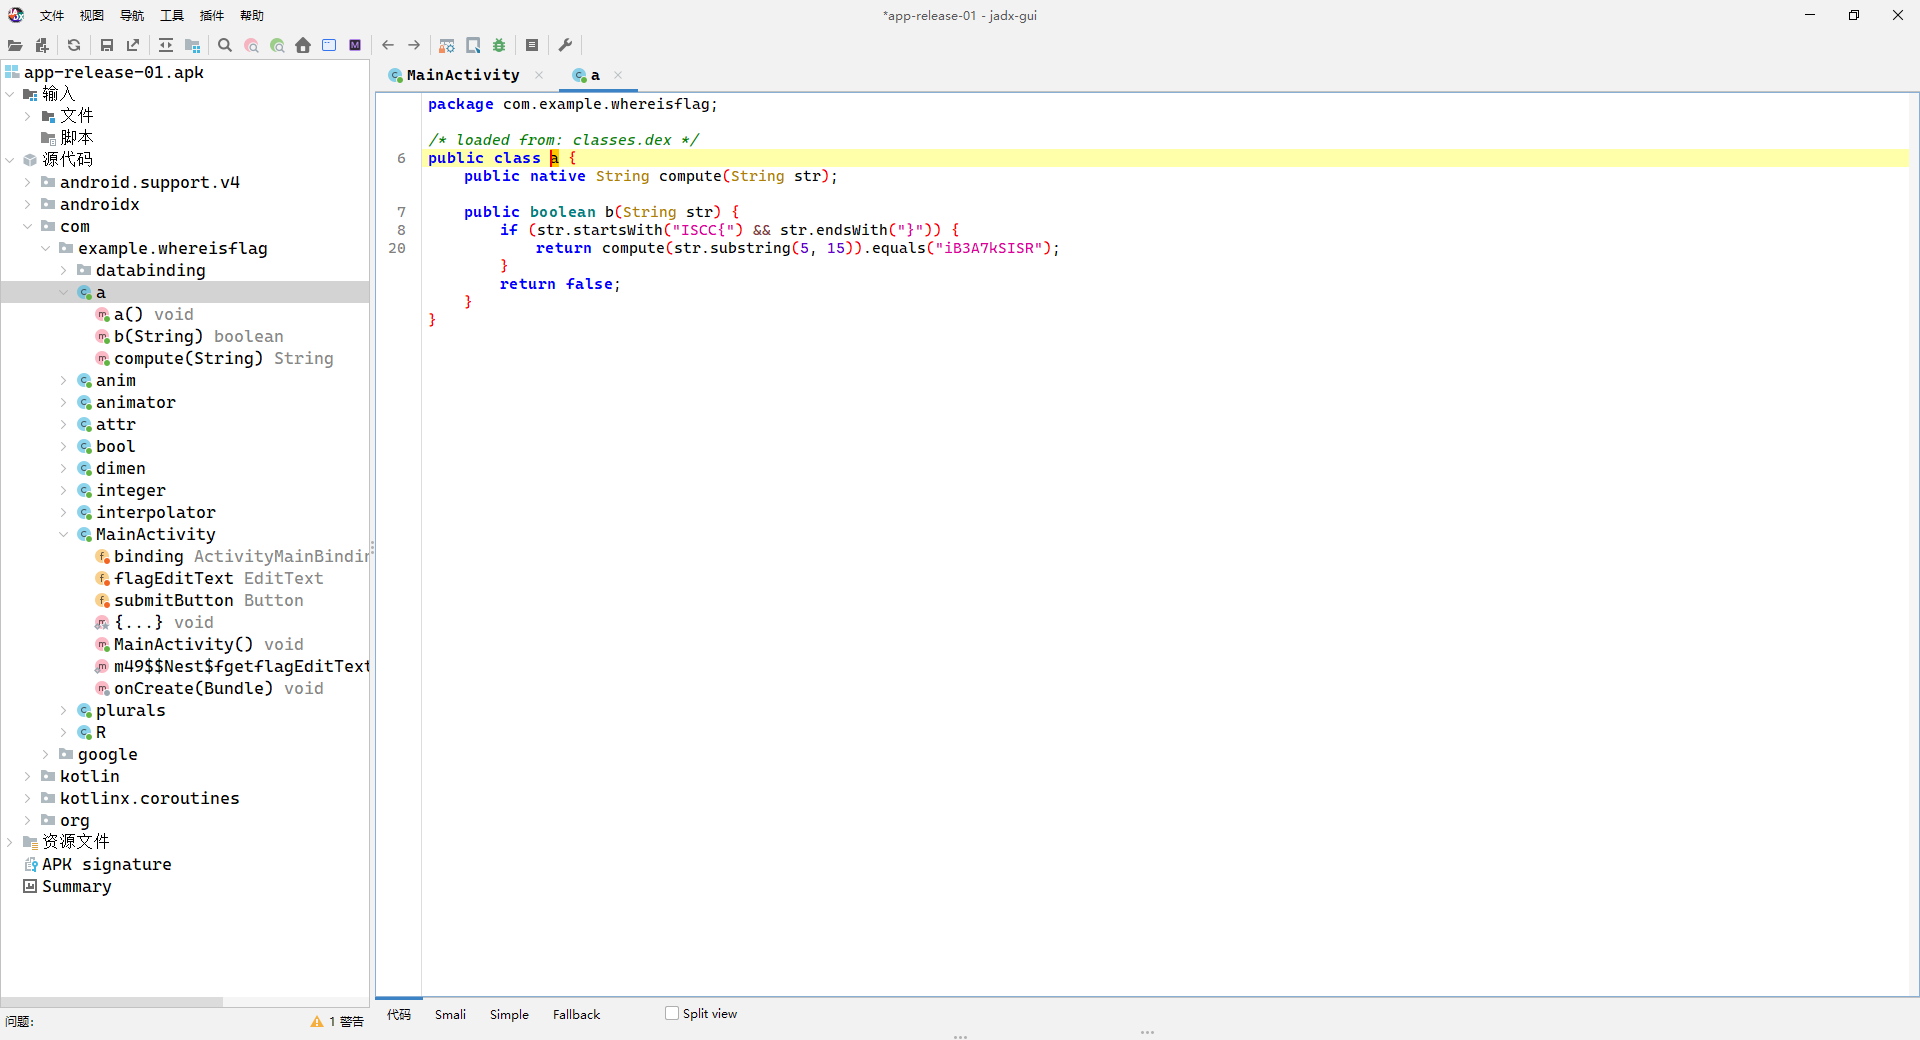 文件 视图 导航 工具 插件 帮助
*app-release-01 - jadx-gui
app-release-01.apk
输入
文件
脚本
源代码
android.support.v4
androidx
com
example.whereisflag
databinding
a
a() void
b(String) boolean
compute(String) String
anim
animator
attr
bool
dimen
integer
interpolator
MainActivity
binding ActivityMainBindin
flagEditText EditText
submitButton Button
{...} void
MainActivity() void
m49$$Nest$fgetflagEditText
onCreate(Bundle) void
plurals
R
google
kotlin
kotlinx.coroutines
org
资源文件
APK signature
Summary
问题: 1 警告
MainActivity a
package com.example.whereisflag;
/* loaded from: classes.dex */
6 public class a {
public native String compute(String str);
7 public boolean b(String str) {
8 if (str.startsWith("ISCC{") && str.endsWith("}")) {
20 return compute(str.substring(5, 15)).equals("iB3A7kSISR");
}
return false;
}
}
代码 Smali Simple Fallback Split view